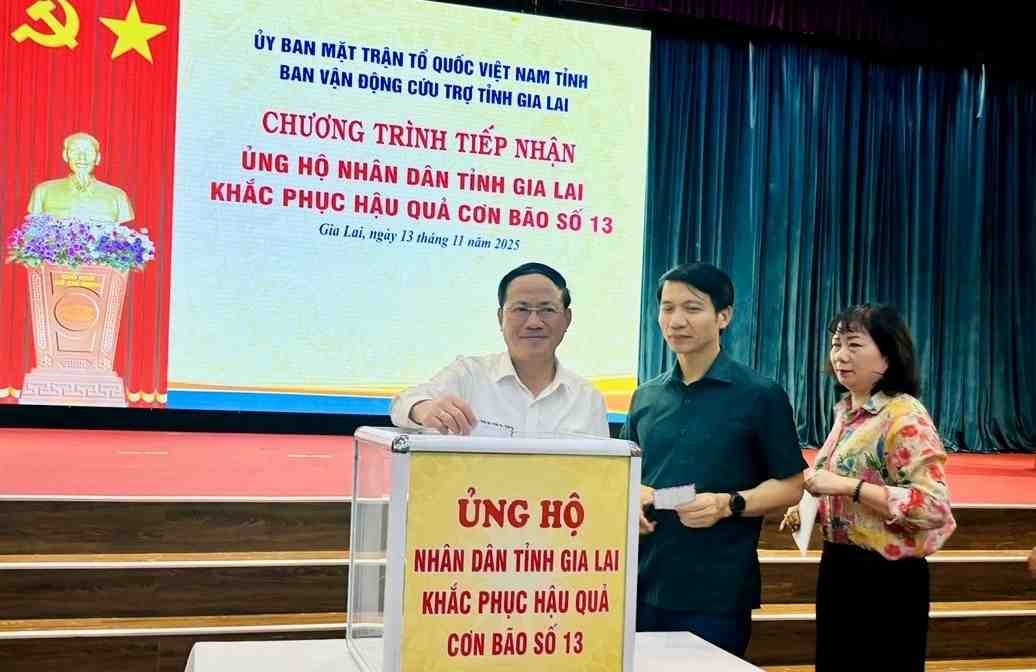 ỦY BAN MẶT TRẬN TỔ QUỐC VIỆT NAM TỈNH
BAN VẬN ĐỘNG CỨU TRỢ TỈNH GIA LAI
CHƯƠNG TRÌNH TIẾP NHẬN
ỦNG HỘ NHÂN DÂN TỈNH GIA LAI
KHẮC PHỤC HẬU QUẢ CƠN BÃO SỐ 13
Gia Lai, ngày 13 tháng 11 năm 2025
ỦNG HỘ
NHÂN DÂN TỈNH GIA LAI
KHẮC PHỤC HẬU QUẢ
CƠN BÃO SỐ 13